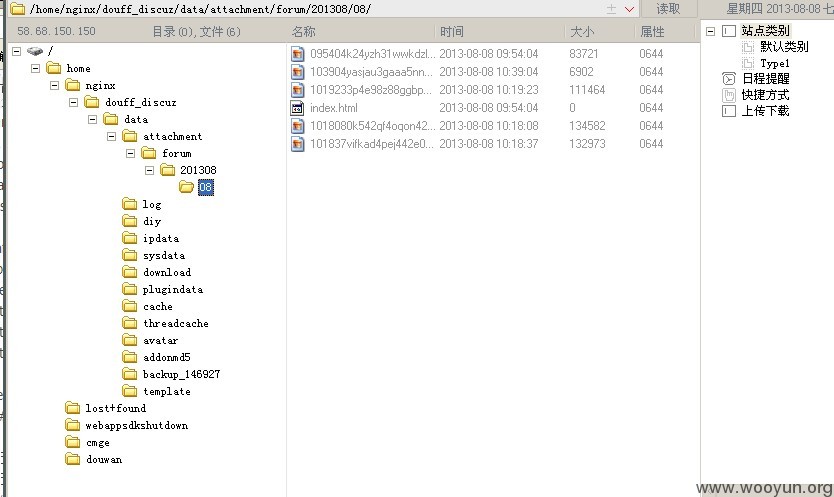 /home/nginx/douff_discuz/data/attachment/forum/201308/08/
读取
星期四 2013-08-08 七
58.68.150.150
目录(0), 文件(6)
名称 时间 大小 属性
/
home
nginx
douff_discuz
data
attachment
forum
201308
08
log
diy
ipdata
sysdata
download
plugindata
cache
threadcache
avatar
addonmd5
backup_146927
template
lost+found
webappsdkshutdown
cmge
douwan
095404k24yzh31wwkdzl... 2013-08-08 09:54:04 83721 0644
103904yasjau3gaaa5nn... 2013-08-08 10:39:04 6902 0644
1019233p4e98z88ggbp... 2013-08-08 10:19:23 111464 0644
index.html 2013-08-08 09:54:04 0 0644
1018080k542qf4oqon42... 2013-08-08 10:18:08 134582 0644
101837vifkad4pej442e0... 2013-08-08 10:18:37 132973 0644
站点类别
默认类别
Type1
日程提醒
快捷方式
上传下载
www.wooyun.org